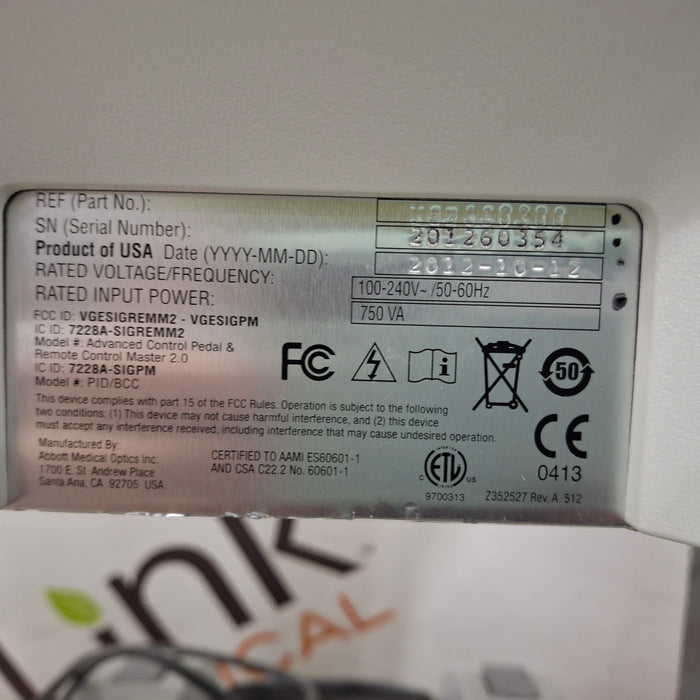 REF (Part No.):
SN (Serial Number): 201260354
Product of USA Date (YYYY-MM-DD): 2012-10-12
RATED VOLTAGE/FREQUENCY: 100-240V~ /50-60Hz
RATED INPUT POWER: 750 VA
FCC ID: VGESIGREMM2 - VGESIGPM
IC ID: 7228A-SIGREMM2
Model #: Advanced Control Pedal &
Remote Control Master 2.0
IC ID: 7228A-SIGPM
Model #: PID/BCC
FC
i
50
This device complies with part 15 of the FCC Rules. Operation is subject to the following
two conditions: (1) This device may not cause harmful interference, and (2) this device
must accept any interference received, including interference that may cause undesired operation.
Manufactured By:
Abbott Medical Optics Inc.
1700 E. St. Andrew Place
Santa Ana, CA 92705 USA
CERTIFIED TO AAMI ES60601-1
AND CSA C22.2 No. 60601-1
C ETL US
INTERTEK
9700313
CE
0413
Z352527 Rev. A 512
ink
CAL